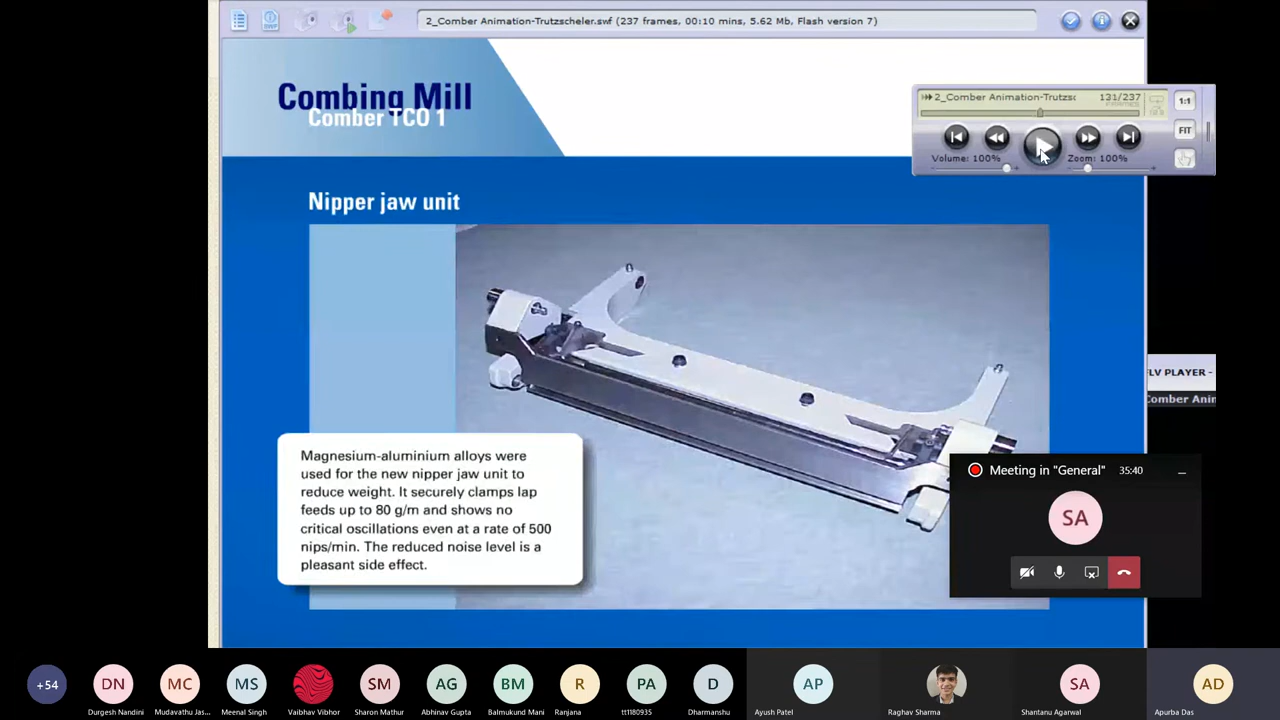 2_Comber Animation-Trutzscheler.swf (237 frames, 00:10 mins, 5.62 Mb, Flash version 7)
Combing Mill
Comber TCO 1
2_Comber Animation-Trutzsc
131/237
FRAMES
1:1
FIT
Volume: 100%
Zoom: 100%
Nipper jaw unit
Magnesium-aluminium alloys were
used for the new nipper jaw unit to
reduce weight. It securely clamps lap
feeds up to 80 g/m and shows no
critical oscillations even at a rate of 500
nips/min. The reduced noise level is a
pleasant side effect.
FLV PLAYER -
Comber Anim
Meeting in "General" 35:40
SA
+54 DN MC MS SM AG BM R PA D AP SA AD
Durgesh Nandini Mudavathu Jas... Meenal Singh Vaibhav Vibhor Sharon Mathur Abhinav Gupta Balmukund Mani Ranjana tt1180935 Dharmanshu Ayush Patel Raghav Sharma Shantanu Agarwal Apurba Das